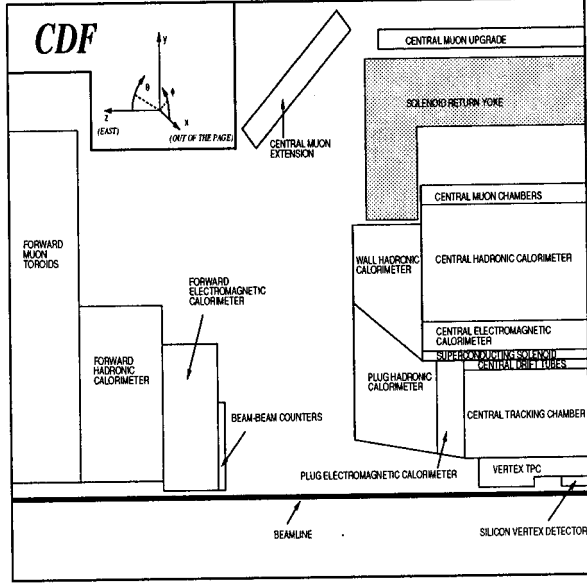 CDF
y
θ
ϕ
z
x
(EAST)
(OUT OF THE PAGE)
CENTRAL MUON
EXTENSION
CENTRAL MUON UPGRADE
SOLENOID RETURN YOKE
CENTRAL MUON CHAMBERS
FORWARD
MUON
TOROIDS
WALL HADRONIC
CALORIMETER
CENTRAL HADRONIC CALORIMETER
FORWARD
ELECTROMAGNETIC
CALORIMETER
CENTRAL ELECTROMAGNETIC
CALORIMETER
SUPERCONDUCTING SOLENOID
CENTRAL DRIFT TUBES
FORWARD
HADRONIC
CALORIMETER
PLUG HADRONIC
CALORIMETER
BEAM-BEAM COUNTERS
CENTRAL TRACKING CHAMBER
PLUG ELECTROMAGNETIC CALORIMETER
VERTEX TPC
BEAMLINE
SILICON VERTEX DETECTOR